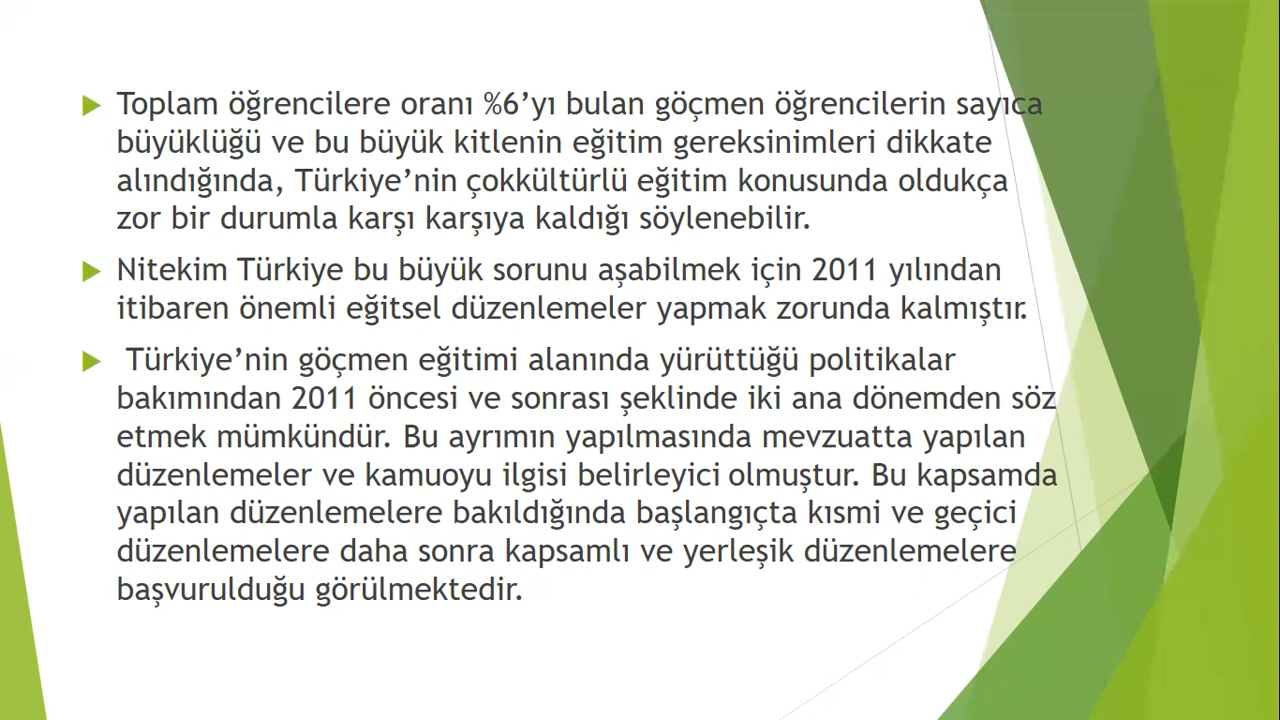 Toplam öğrencilere oranı %6’yı bulan göçmen öğrencilerin sayıca
büyüklüğü ve bu büyük kitlenin eğitim gereksinimleri dikkate
alındığında, Türkiye’nin çokkültürlü eğitim konusunda oldukça
zor bir durumla karşı karşıya kaldığı söylenebilir.
Nitekim Türkiye bu büyük sorunu aşabilmek için 2011 yılından
itibaren önemli eğitsel düzenlemeler yapmak zorunda kalmıştır.
Türkiye’nin göçmen eğitimi alanında yürüttüğü politikalar
bakımından 2011 öncesi ve sonrası şeklinde iki ana dönemden söz
etmek mümkündür. Bu ayrımın yapılmasında mevzuatta yapılan
düzenlemeler ve kamuoyu ilgisi belirleyici olmuştur. Bu kapsamda
yapılan düzenlemelere bakıldığında başlangıçta kısmi ve geçici
düzenlemelere daha sonra kapsamlı ve yerleşik düzenlemelere
başvurulduğu görülmektedir.